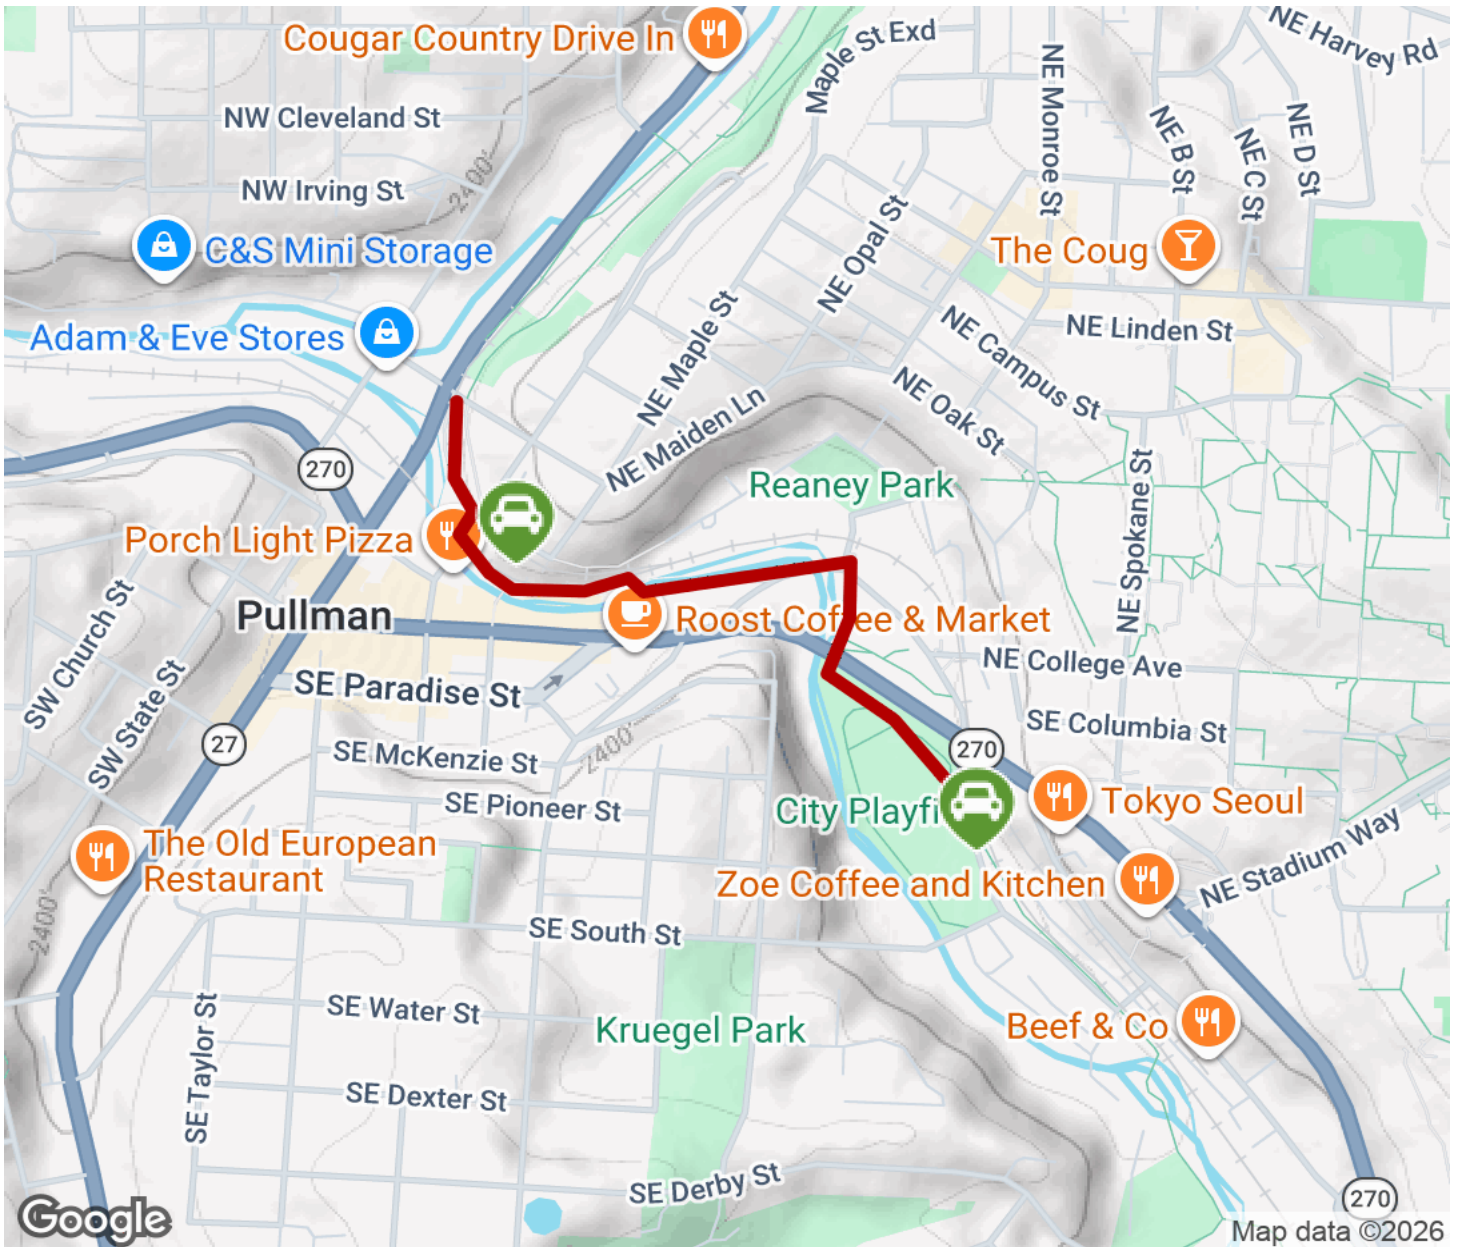 Cougar Country Drive In
Maple St Exd
NE Harvey Rd
NE Monroe St
NE B St
NE C St
NE D St
NW Cleveland St
2400'
NW Irving St
C&S Mini Storage
NE Opal St
The Coug
Adam & Eve Stores
NE Maple St
NE Campus St
NE Linden St
NE Maiden Ln
NE Oak St
270
Reaney Park
NE Spokane St
Porch Light Pizza
SW Church St
Pullman
Roost Coffee & Market
NE College Ave
SE Paradise St
SW State St
27
SE McKenzie St
2400'
SE Columbia St
270
SE Pioneer St
City Playfi
Tokyo Seoul
The Old European
Restaurant
Zoe Coffee and Kitchen
NE Stadium Way
2400'
SE South St
SE Water St
Kruegel Park
Beef & Co
SE Taylor St
SE Dexter St
SE Derby St
270
Google
Map data ©2026